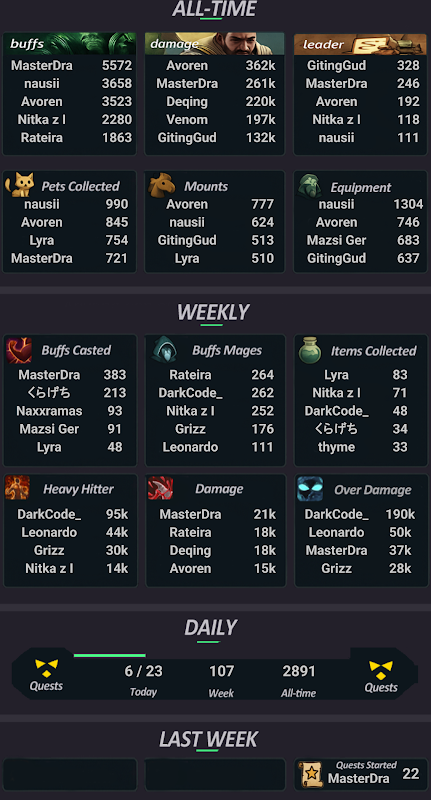 ALL-TIME
buffs
MasterDra 5572
nausii 3658
Avoren 3523
Nitka z I 2280
Rateira 1863
damage
Avoren 362k
MasterDra 261k
Deqing 220k
Venom 197k
GitingGud 132k
leader
GitingGud 328
MasterDra 246
Avoren 192
Nitka z I 118
nausii 111
Pets Collected
nausii 990
Avoren 845
Lyra 754
MasterDra 721
Mounts
Avoren 777
nausii 624
GitingGud 513
Lyra 510
Equipment
nausii 1304
Avoren 746
Mazsi Ger 683
GitingGud 637
WEEKLY
Buffs Casted
MasterDra 383
くらげち 213
Naxxramas 93
Mazsi Ger 91
Lyra 48
Buffs Mages
Rateira 264
DarkCode_ 262
Nitka z I 252
Grizz 176
Leonardo 111
Items Collected
Lyra 83
Nitka z I 71
DarkCode_ 48
くらげち 34
thyme 33
Heavy Hitter
DarkCode_ 95k
Leonardo 44k
Grizz 30k
Nitka z I 14k
Damage
MasterDra 21k
Rateira 18k
Deqing 18k
Avoren 15k
Over Damage
DarkCode_ 190k
Leonardo 50k
MasterDra 37k
Grizz 28k
DAILY
Quests
6 / 23
Today
107
Week
2891
All-time
Quests
LAST WEEK
Quests Started
MasterDra 22